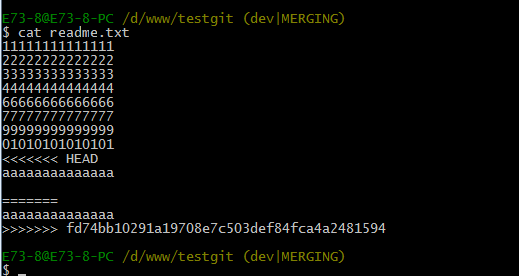 E73-8@E73-8-PC /d/www/testgit (dev|MERGING)
$ cat readme.txt
11111111111111
22222222222222
33333333333333
44444444444444
66666666666666
77777777777777
99999999999999
01010101010101
<<<<<<< HEAD
aaaaaaaaaaaaaa
=======
aaaaaaaaaaaaaa
>>>>>>> fd74bb10291a19708e7c503def84fca4a2481594
E73-8@E73-8-PC /d/www/testgit (dev|MERGING)
$